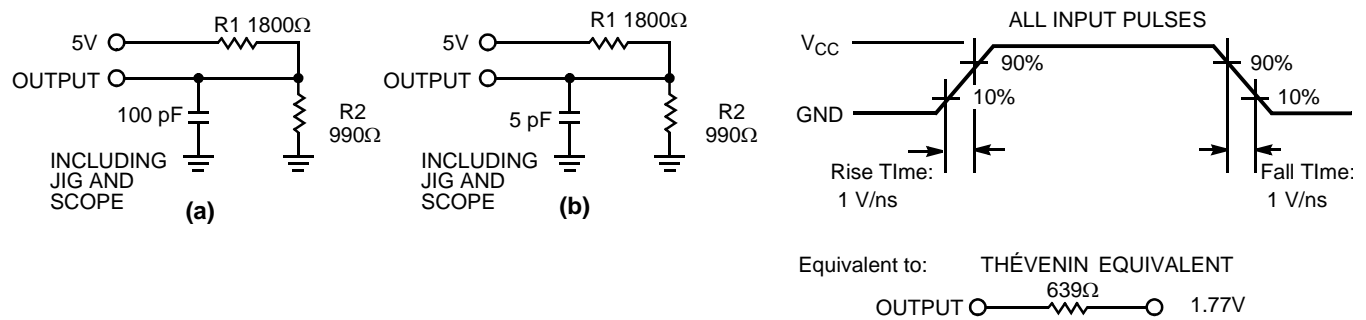 R1 1800Ω
5V
OUTPUT
100 pF
R2
990Ω
INCLUDING
JIG AND
SCOPE
(a)
R1 1800Ω
5V
OUTPUT
5 pF
R2
990Ω
INCLUDING
JIG AND
SCOPE
(b)
ALL INPUT PULSES
VCC
90%
90%
10%
10%
GND
Rise TIme:
1 V/ns
Fall TIme:
1 V/ns
Equivalent to: THÉVENIN EQUIVALENT
639Ω
OUTPUT 1.77V